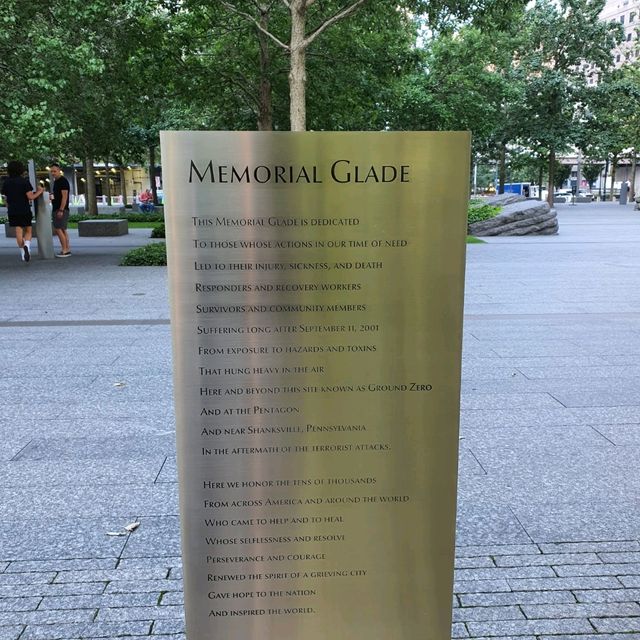 MEMORIAL GLADE
THIS MEMORIAL GLADE IS DEDICATED
TO THOSE WHOSE ACTIONS IN OUR TIME OF NEED
LED TO THEIR INJURY, SICKNESS, AND DEATH
RESPONDERS AND RECOVERY WORKERS
SURVIVORS AND COMMUNITY MEMBERS
SUFFERING LONG AFTER SEPTEMBER 11, 2001
FROM EXPOSURE TO HAZARDS AND TOXINS
THAT HUNG HEAVY IN THE AIR
HERE AND BEYOND THIS SITE KNOWN AS GROUND ZERO
AND AT THE PENTAGON
AND NEAR SHANKSVILLE, PENNSYLVANIA
IN THE AFTERMATH OF THE TERRORIST ATTACKS.
HERE WE HONOR THE TENS OF THOUSANDS
FROM ACROSS AMERICA AND AROUND THE WORLD
WHO CAME TO HELP AND TO HEAL
WHOSE SELFLESSNESS AND RESOLVE
PERSEVERANCE AND COURAGE
RENEWED THE SPIRIT OF A GRIEVING CITY
GAVE HOPE TO THE NATION
AND INSPIRED THE WORLD.